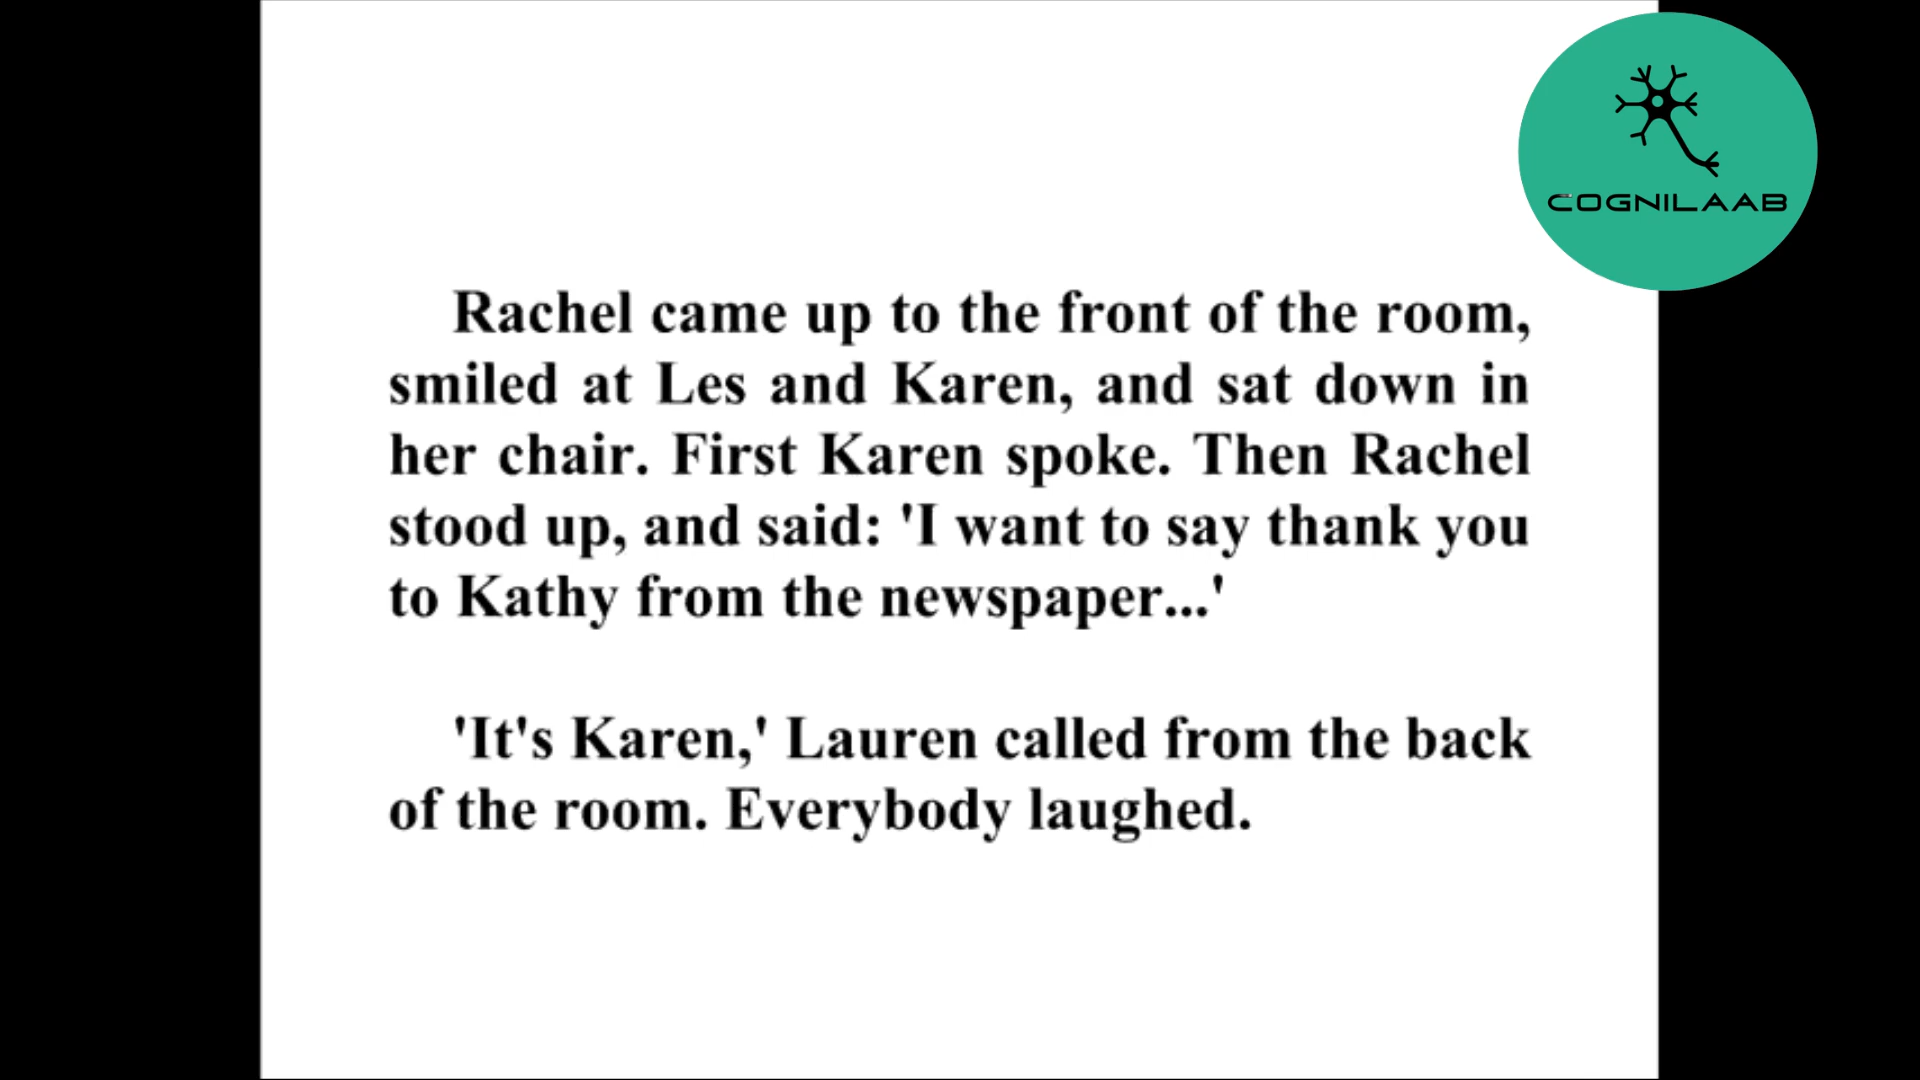 COGNILAAB
Rachel came up to the front of the room,
smiled at Les and Karen, and sat down in
her chair. First Karen spoke. Then Rachel
stood up, and said: 'I want to say thank you
to Kathy from the newspaper...'
'It's Karen,' Lauren called from the back
of the room. Everybody laughed.